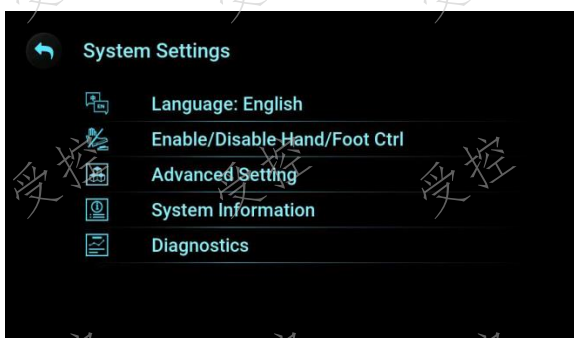 System Settings
EN
Language: English
Enable/Disable Hand/Foot Ctrl
Advanced Setting
System Information
Diagnostics
受控
受控
受控